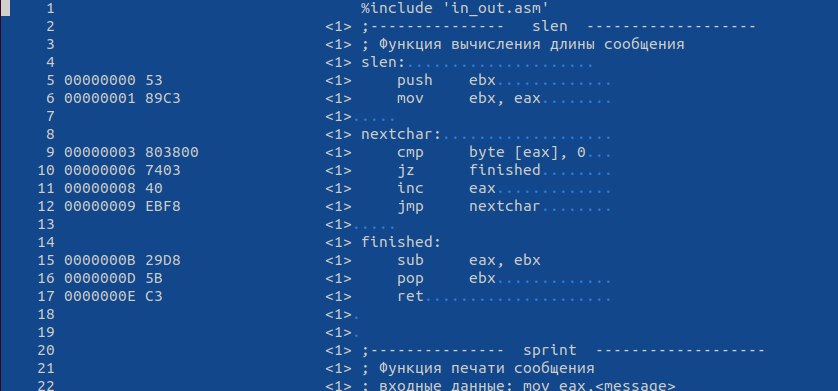 1 %include 'in_out.asm'
2 <1> ;--------------- slen -------------------
3 <1> ; Функция вычисления длины сообщения
4 <1> slen:.....................
5 00000000 53 <1> push ebx.............
6 00000001 89C3 <1> mov ebx, eax........
7 <1>.....
8 <1> nextchar:...................
9 00000003 803800 <1> cmp byte [eax], 0...
10 00000006 7403 <1> jz finished........
11 00000008 40 <1> inc eax.............
12 00000009 EBF8 <1> jmp nextchar........
13 <1>.....
14 <1> finished:
15 0000000B 29D8 <1> sub eax, ebx
16 0000000D 5B <1> pop ebx.............
17 0000000E C3 <1> ret.....................
18 <1>.
19 <1>.
20 <1> ;--------------- sprint -------------------
21 <1> ; Функция печати сообщения
22 <1> ; входные данные: mov eax,<message>